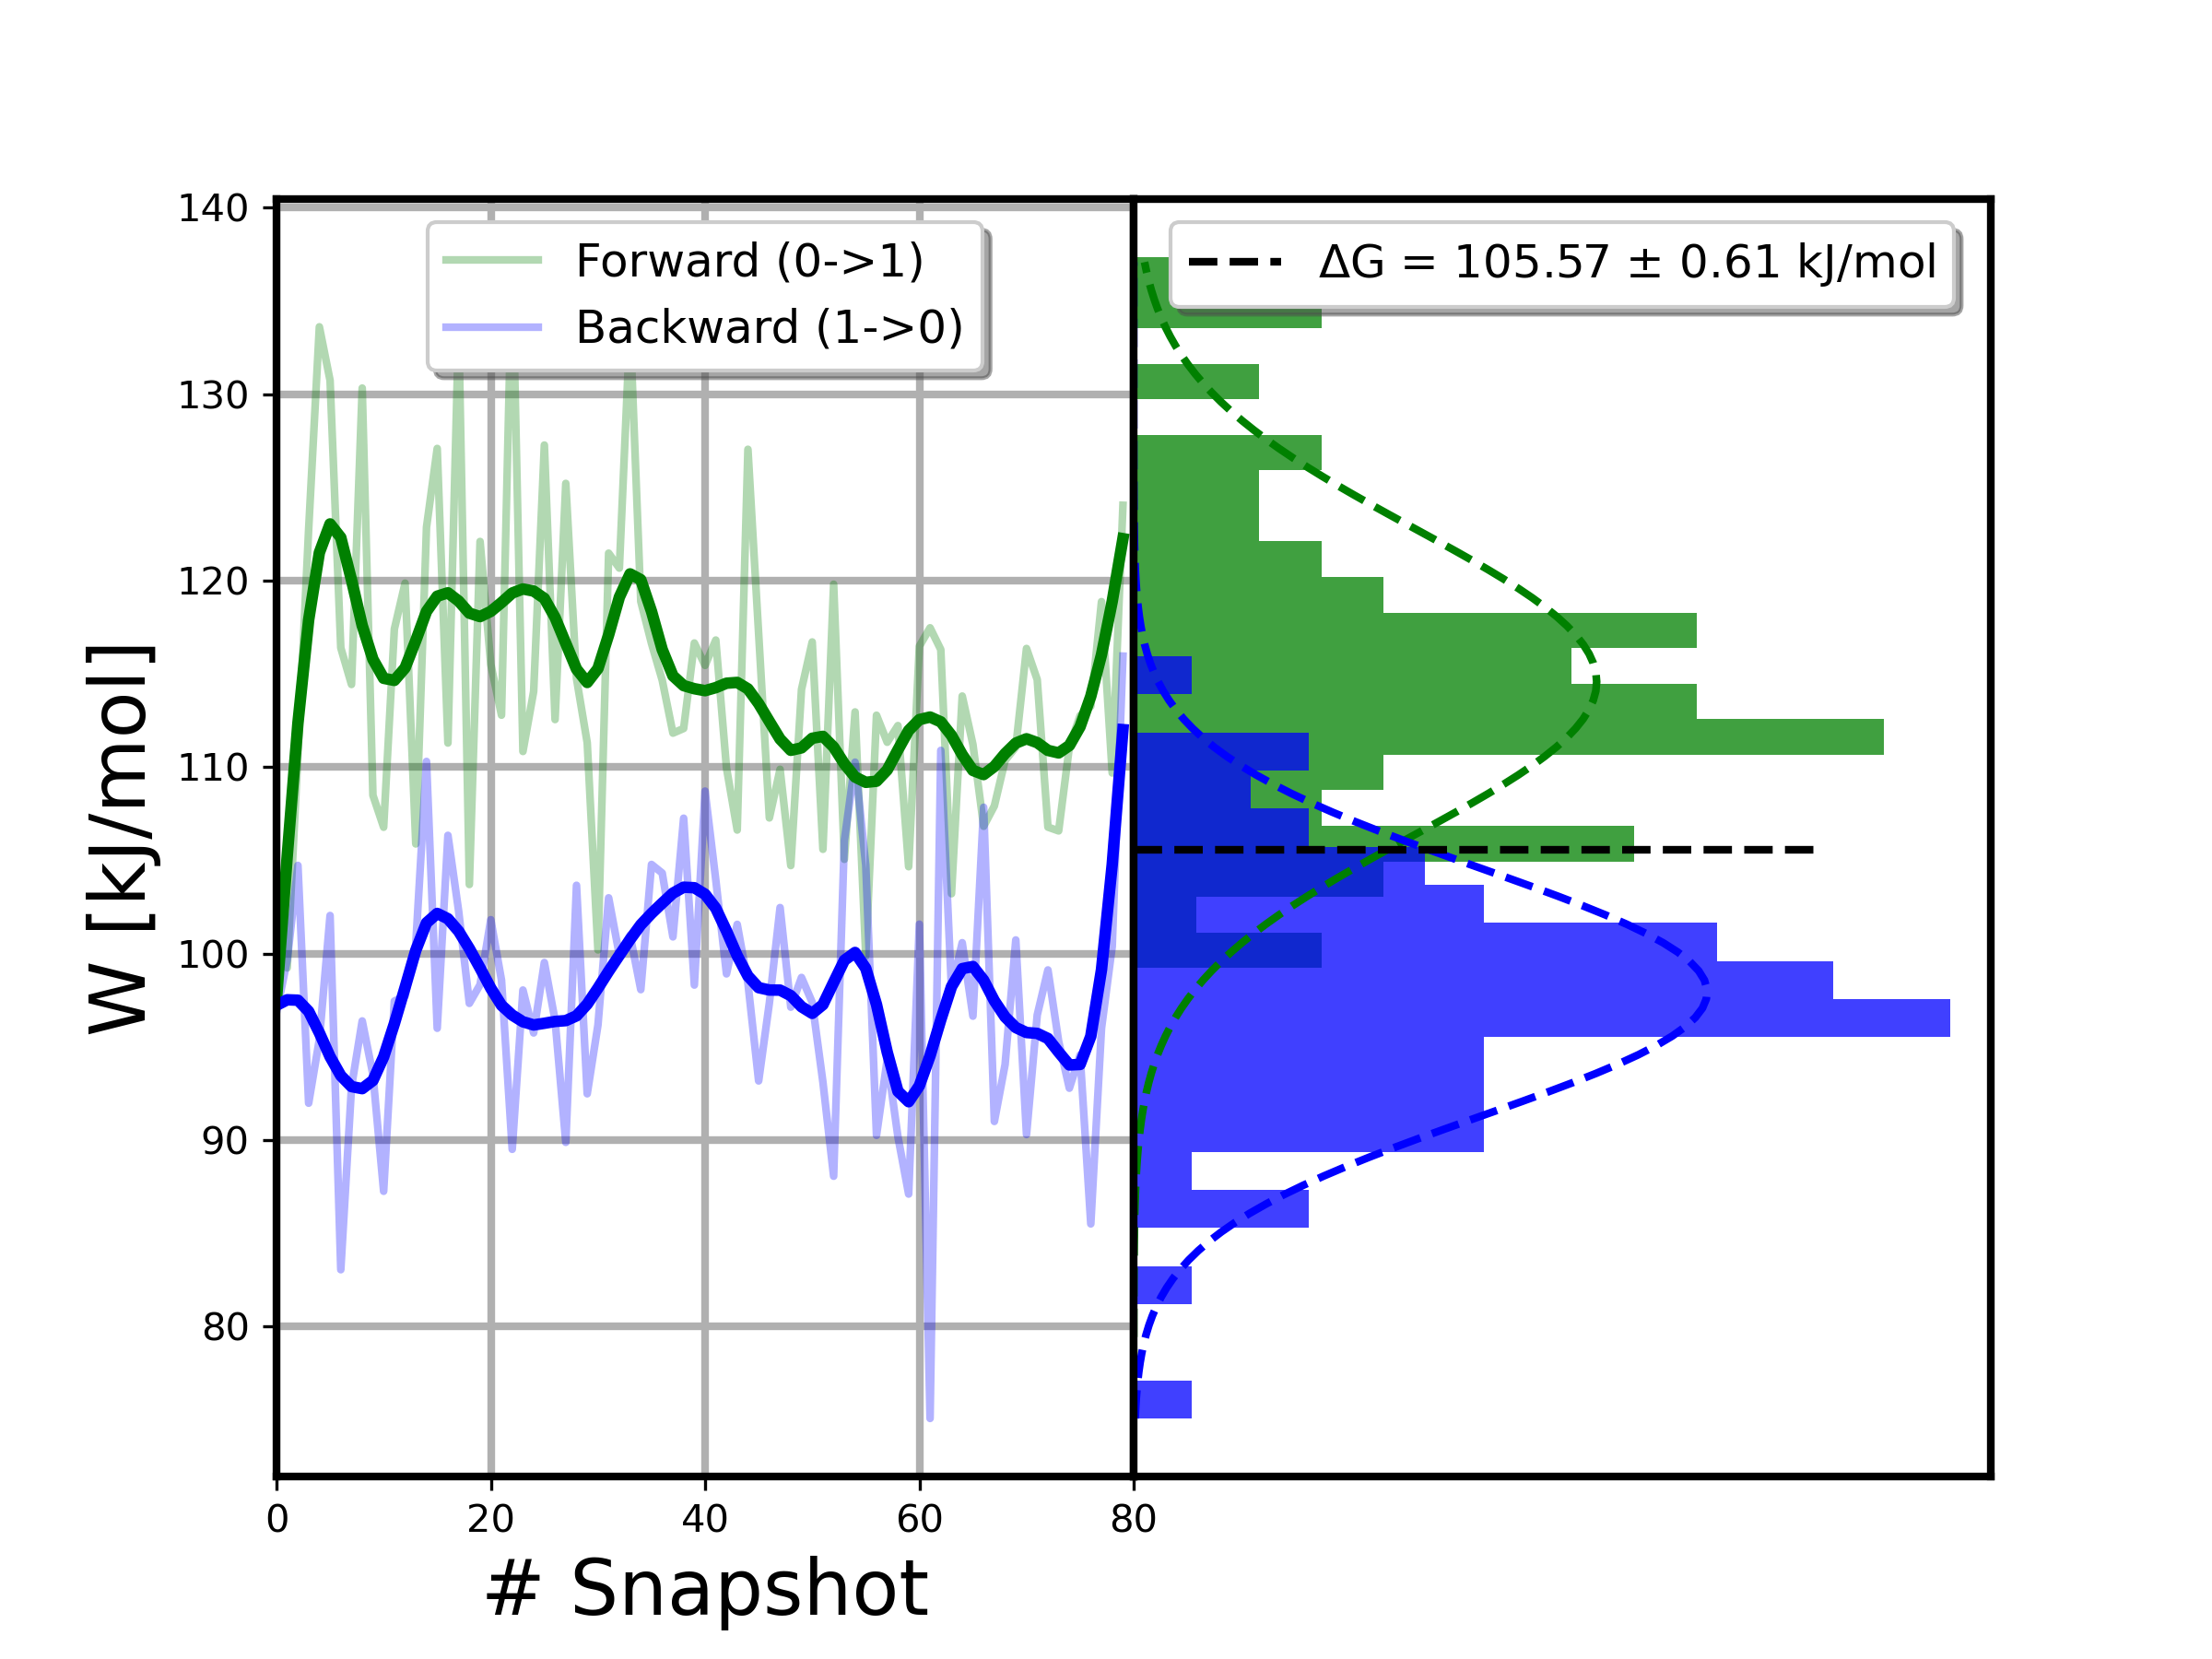 140
130
120
110
100
90
80
W [kJ/mol]
Forward (0->1)
Backward (1->0)
ΔG = 105.57 ± 0.61 kJ/mol
0
20
40
60
80
# Snapshot